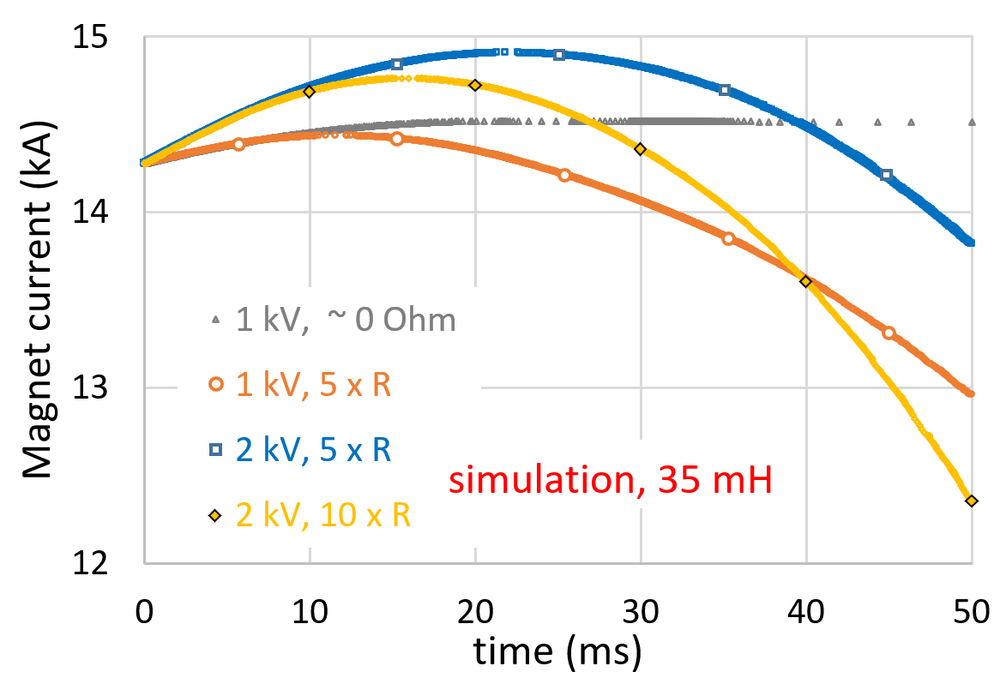 15
14
13
12
Magnet current (kA)
1 kV, ~ 0 Ohm
1 kV, 5 x R
2 kV, 5 x R
2 kV, 10 x R
simulation, 35 mH
0 10 20 30 40 50
time (ms)